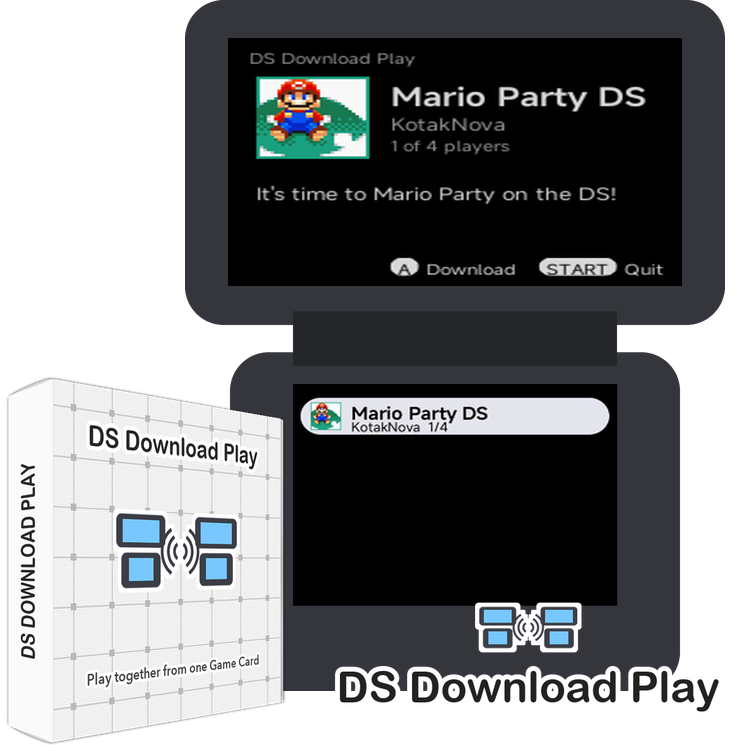 DS Download Play
Mario Party DS
KotakNova
1 of 4 players
It's time to Mario Party on the DS!
A Download START Quit
Mario Party DS
KotakNova 1/4
DS Download Play
DS DOWNLOAD PLAY
Play together from one Game Card
DS Download Play